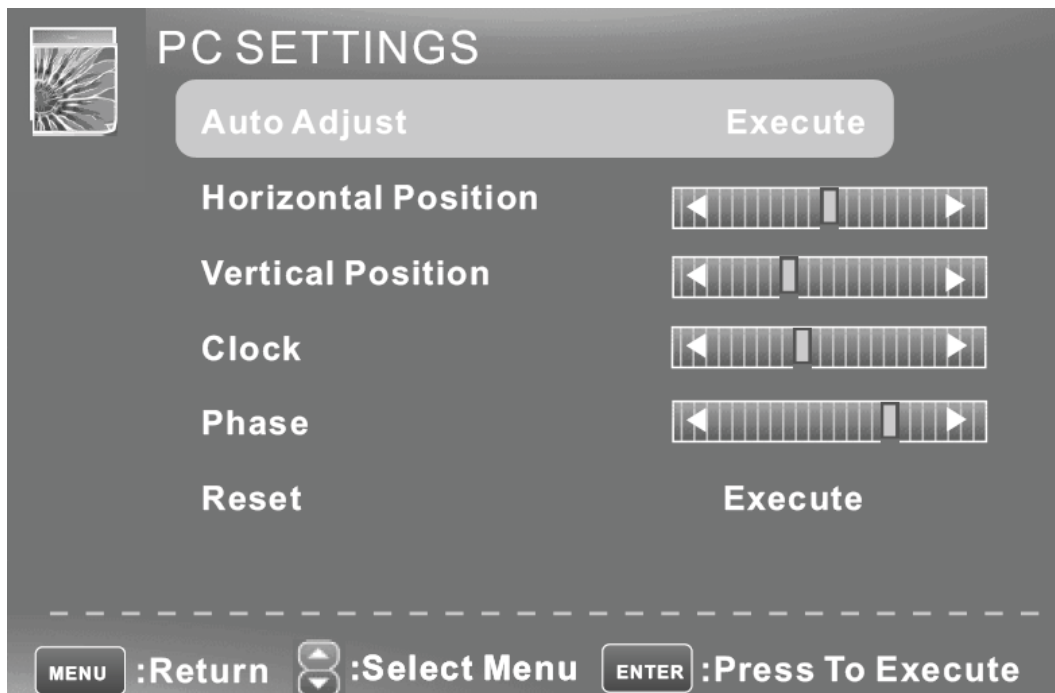 PC SETTINGS
Auto Adjust Execute
Horizontal Position
Vertical Position
Clock
Phase
Reset Execute
MENU :Return :Select Menu ENTER :Press To Execute